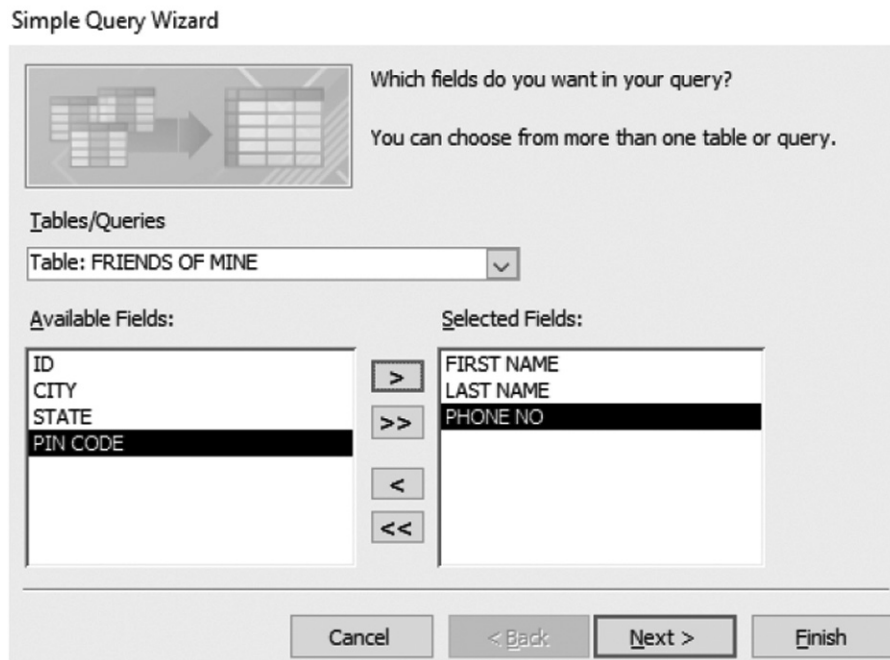 Simple Query Wizard
Which fields do you want in your query?
You can choose from more than one table or query.
Tables/Queries
Table: FRIENDS OF MINE
Available Fields:
Selected Fields:
ID
CITY
STATE
PIN CODE
>
>>
<
<<
FIRST NAME
LAST NAME
PHONE NO
Cancel
< Back
Next >
Finish